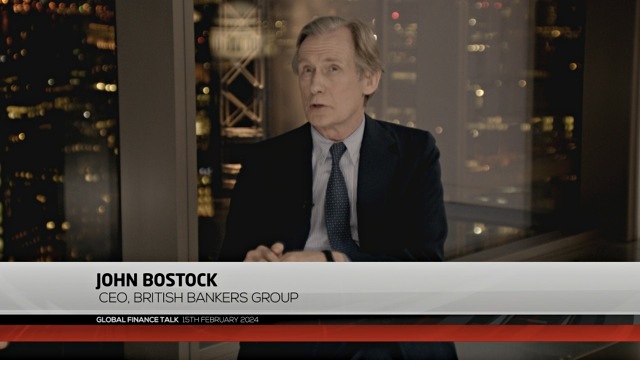 JOHN BOSTOCK
CEO, BRITISH BANKERS GROUP
GLOBAL FINANCE TALK 15TH FEBRUARY 2024